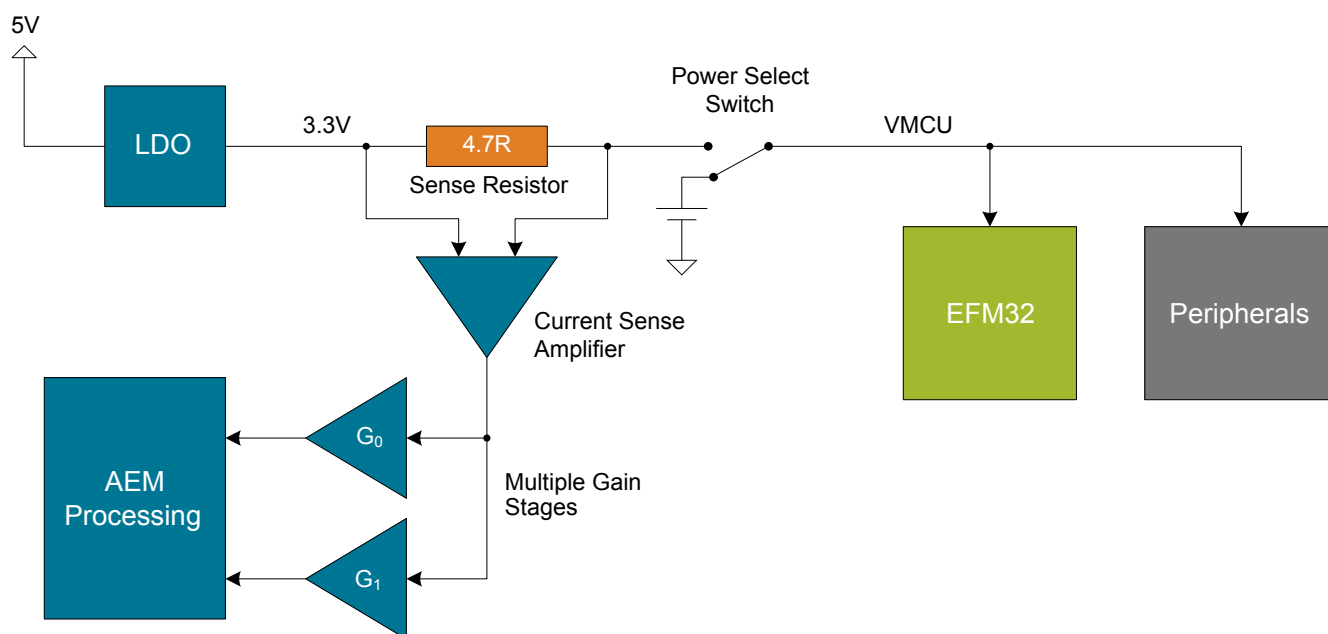 5V
LDO
3.3V
4.7R
Sense Resistor
Power Select
Switch
VMCU
EFM32
Peripherals
Current Sense
Amplifier
AEM
Processing
G₀
G₁
Multiple Gain
Stages